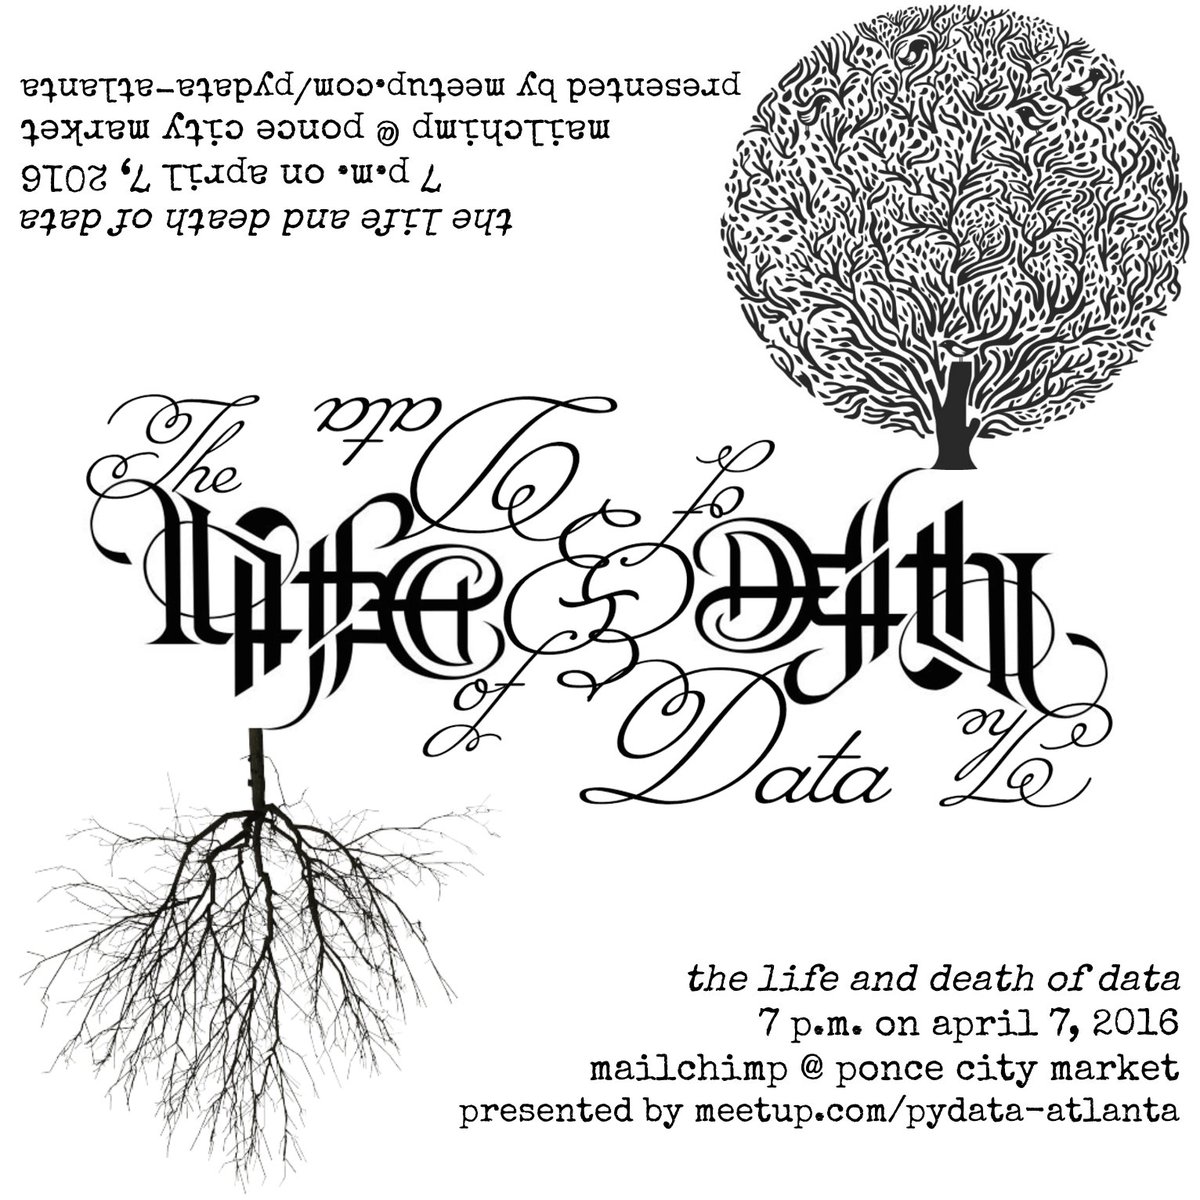 presented by meetup.com/pydata-atlanta
mailchimp @ ponce city market
7 p.m. on april 7, 2016
the life and death of data
The Life & Death
of Data
The Life & Death
of Data
the life and death of data
7 p.m. on april 7, 2016
mailchimp @ ponce city market
presented by meetup.com/pydata-atlanta